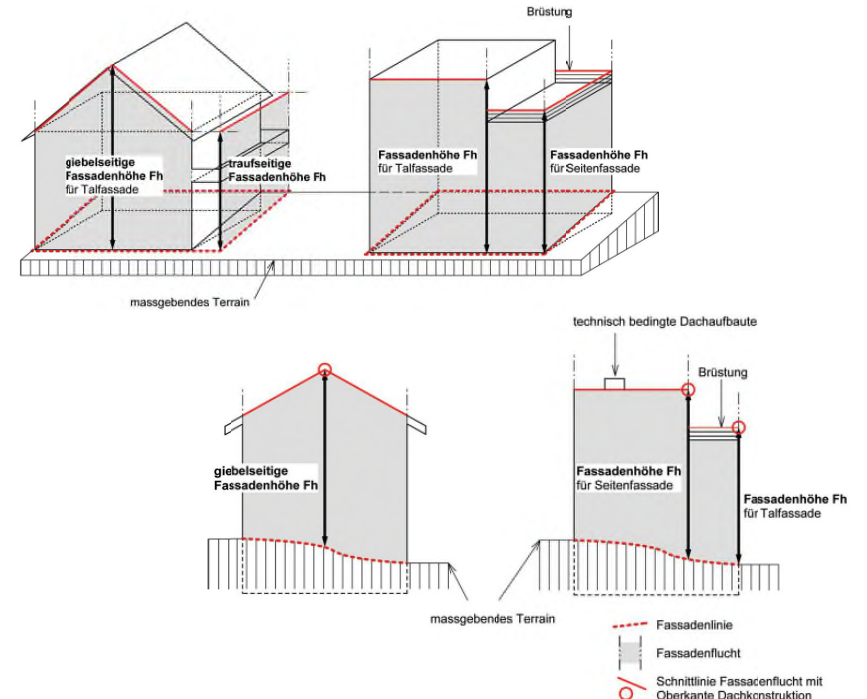 Brüstung
giebelseitige
Fassadenhöhe Fh
für Talfassade
traufseitige
Fassadenhöhe Fh
Fassadenhöhe Fh
für Talfassade
Fassadenhöhe Fh
für Seitenfassade
massgebendes Terrain
technisch bedingte Dachaufbaute
Brüstung
giebelseitige
Fassadenhöhe Fh
Fassadenhöhe Fh
für Seitenfassade
Fassadenhöhe Fh
für Talfassade
massgebendes Terrain
Fassadenlinie
Fassadenflucht
Schnittlinie Fassadenflucht mit
Oberkante Dachkonstruktion